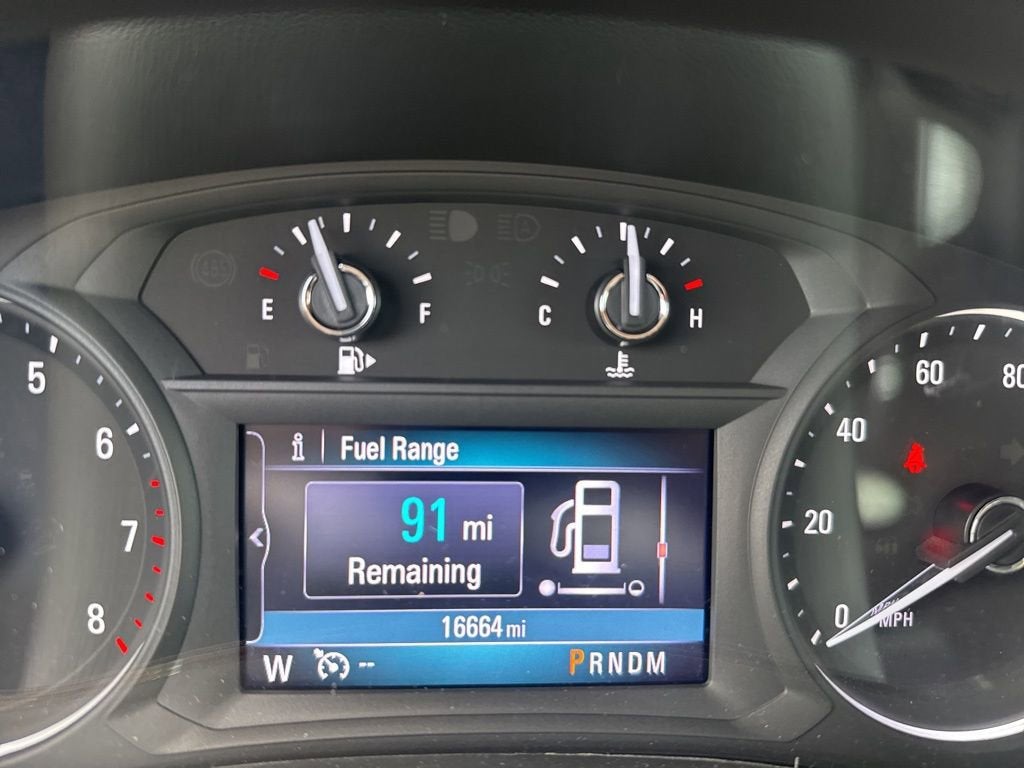 E
F
C
H
5
6
7
8
i
Fuel Range
91 mi
Remaining
16664 mi
W
--
PRNDM
0
20
40
60
80
MPH